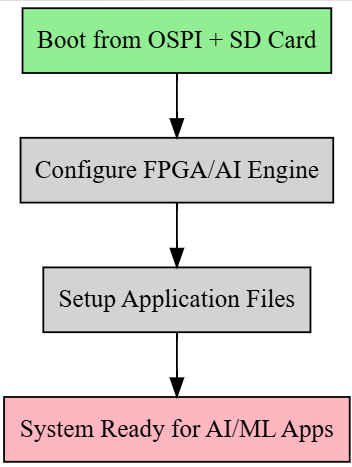 Boot from OSPI + SD Card
Configure FPGA/AI Engine
Setup Application Files
System Ready for AI/ML Apps